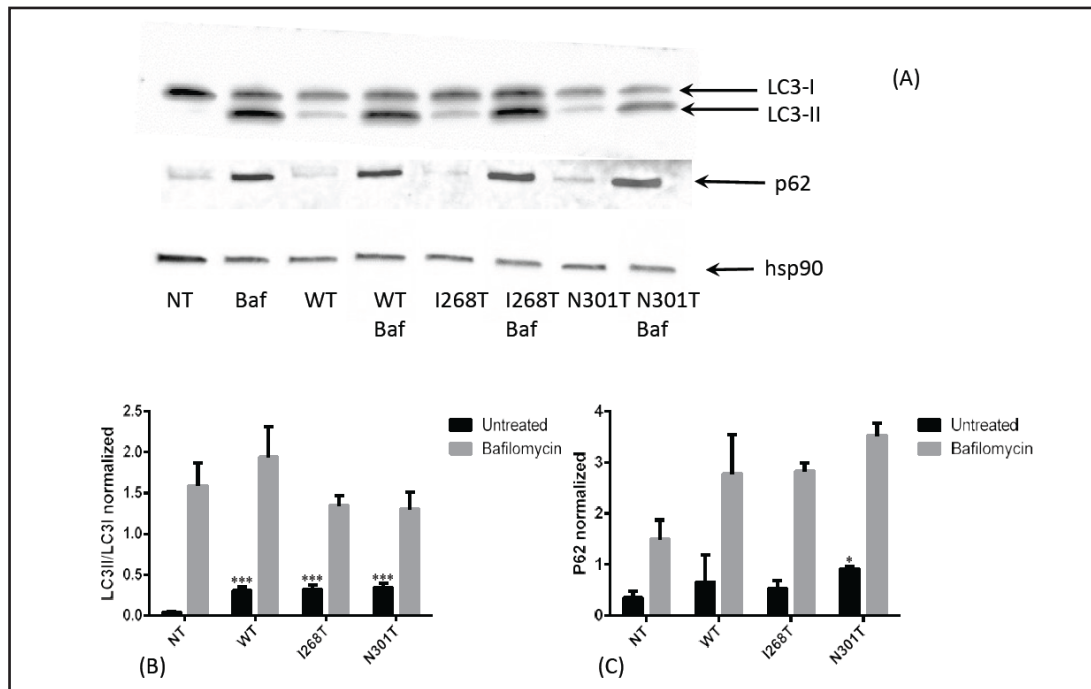 (A)
LC3-I
LC3-II
p62
hsp90
NT Baf WT WT I268T I268T N301T N301T
Baf Baf Baf
LC3II/LC3I normalized
2.5
2.0
1.5
1.0
0.5
0.0
Untreated
Bafilomycin
***
***
***
NT
WT
I268T
N301T
(B)
P62 normalized
4
3
2
1
0
Untreated
Bafilomycin
*
NT
WT
I268T
N301T
(C)